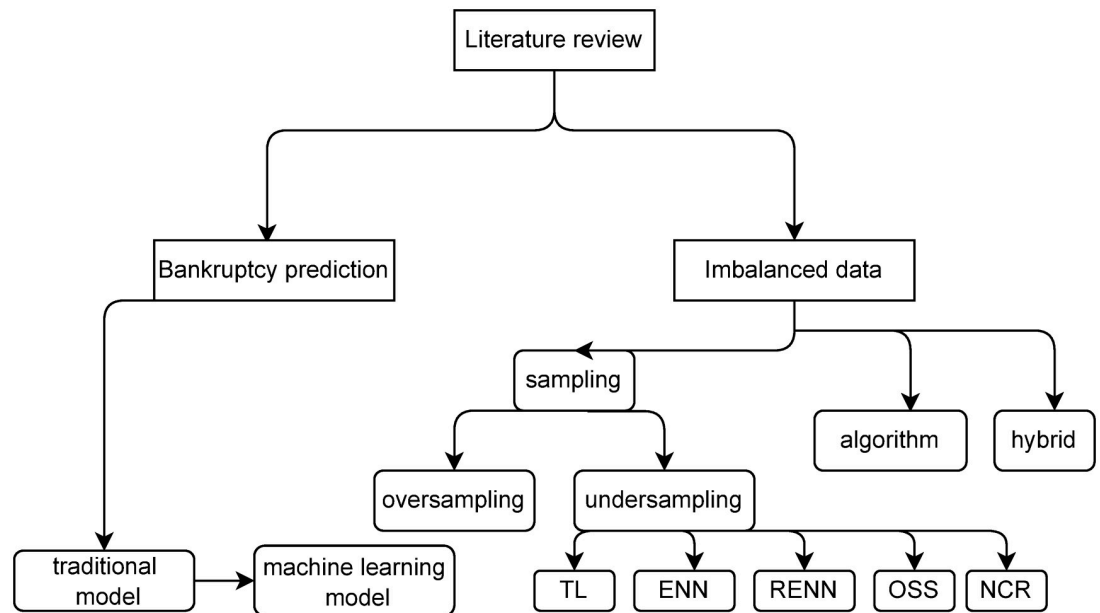 Literature review
Bankruptcy prediction
Imbalanced data
sampling
algorithm
hybrid
oversampling
undersampling
traditional
model
machine learning
model
TL
ENN
RENN
OSS
NCR